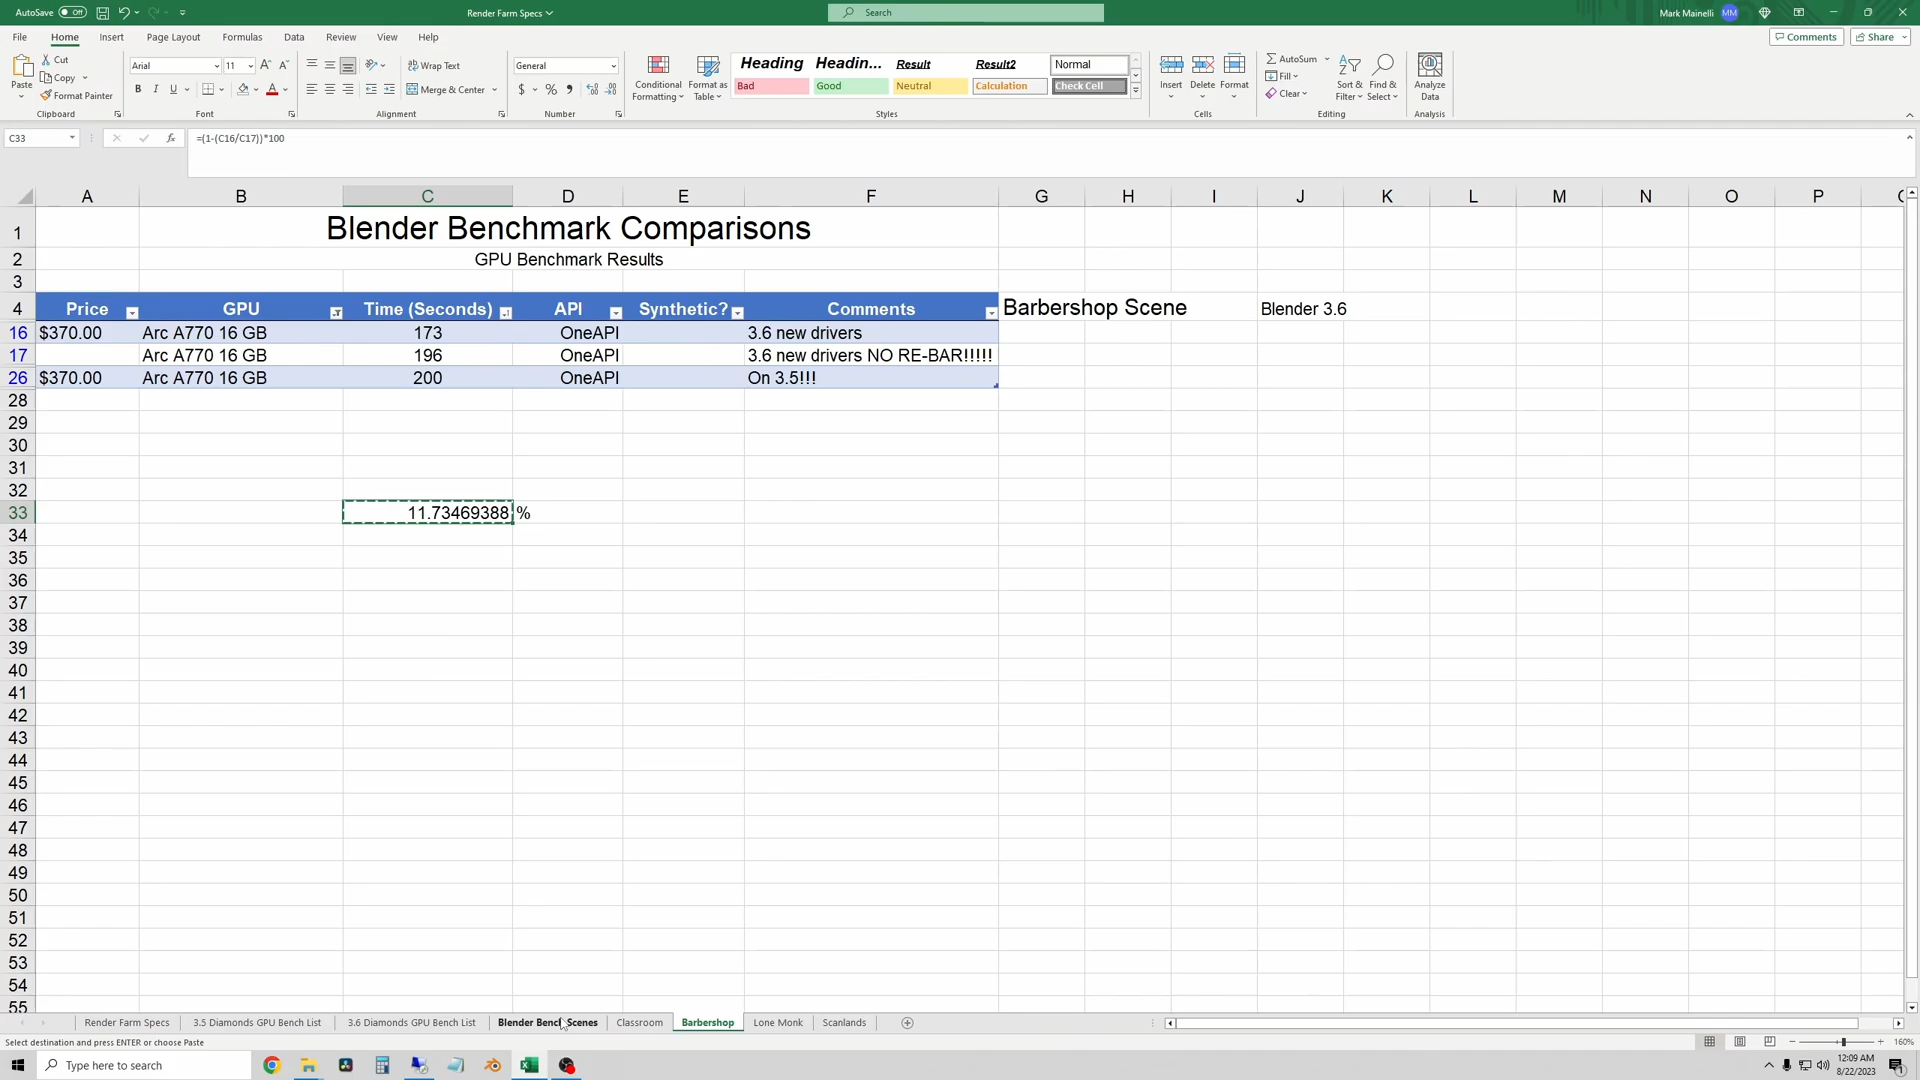 AutoSave Off Render Farm Specs Search Mark Mainelli MM
File Home Insert Page Layout Formulas Data Review View Help Comments Share
Paste Cut Copy Format Painter Clipboard
Arial 11 B I U Font
Wrap Text Merge & Center Alignment
General $ % Number
Conditional Formatting Format as Table
Heading Headin... Result Result2 Normal
Bad Good Neutral Calculation Check Cell
Styles
Insert Delete Format Cells
AutoSum Fill Clear Sort & Filter Find & Select Editing
Analyze Data Analysis
C33 fx =(1-(C16/C17))*100
A B C D E F G H I J K L M N O P
1 Blender Benchmark Comparisons
2 GPU Benchmark Results
3
4 Price GPU Time (Seconds) API Synthetic? Comments Barbershop Scene Blender 3.6
16 $370.00 Arc A770 16 GB 173 OneAPI 3.6 new drivers
17 Arc A770 16 GB 196 OneAPI 3.6 new drivers NO RE-BAR!!!!!
26 $370.00 Arc A770 16 GB 200 OneAPI On 3.5!!!
28
29
30
31
32
33 11.73469388 %
34
35
36
37
38
39
40
41
42
43
44
45
46
47
48
49
50
51
52
53
54
55
Render Farm Specs 3.5 Diamonds GPU Bench List 3.6 Diamonds GPU Bench List Blender Bench Scenes Classroom Barbershop Lone Monk Scanlands
Select destination and press ENTER or choose Paste 160%
Type here to search 12:09 AM
8/22/2023